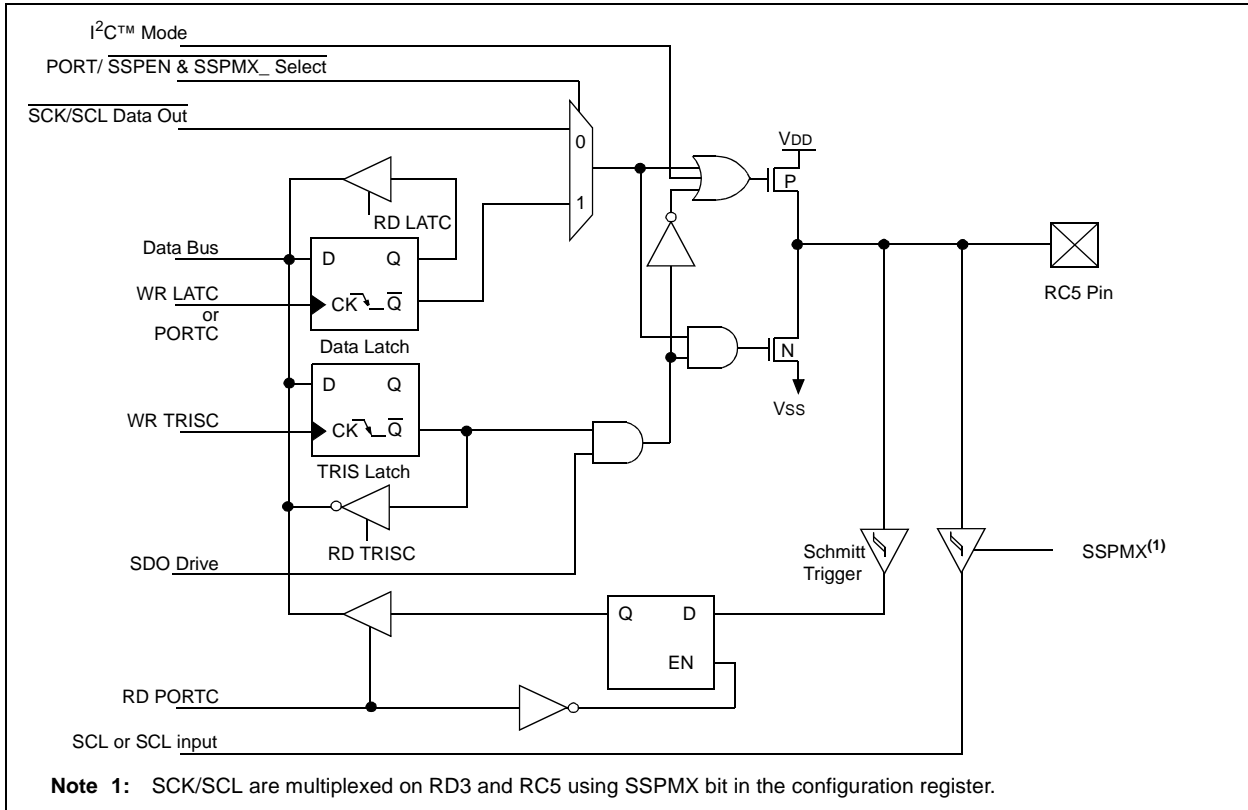 I²C™ Mode
PORT/ SSPEN & SSPMX_ Select
SCK/SCL Data Out
0
1
VDD
P
RD LATC
Data Bus
D Q
WR LATC
or
PORTC
CK Q
Data Latch
RC5 Pin
N
VSS
D Q
WR TRISC
CK Q
TRIS Latch
RD TRISC
SDO Drive
Schmitt
Trigger
SSPMX(1)
Q D
EN
RD PORTC
SCL or SCL input
Note 1: SCK/SCL are multiplexed on RD3 and RC5 using SSPMX bit in the configuration register.